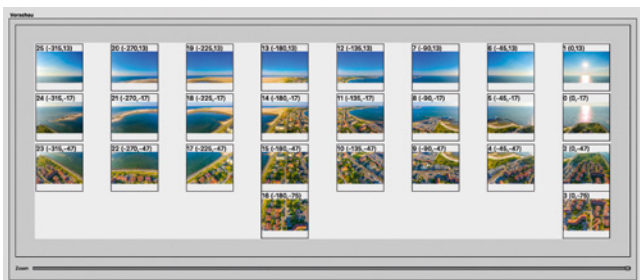 Vorschau
25 (-315,13) 20 (-270,13) 19 (-225,13) 13 (-180,13) 12 (-135,13) 7 (-90,13) 6 (-45,13) 1 (0,13)
24 (-315,-17) 21 (-270,-17) 18 (-225,-17) 14 (-180,-17) 11 (-135,-17) 8 (-90,-17) 5 (-45,-17) 0 (0,-17)
23 (-315,-47) 22 (-270,-47) 17 (-225,-47) 15 (-180,-47) 10 (-135,-47) 9 (-90,-47) 4 (-45,-47) 2 (0,-47)
16 (-180,-75) 3 (0,-75)
Zoom